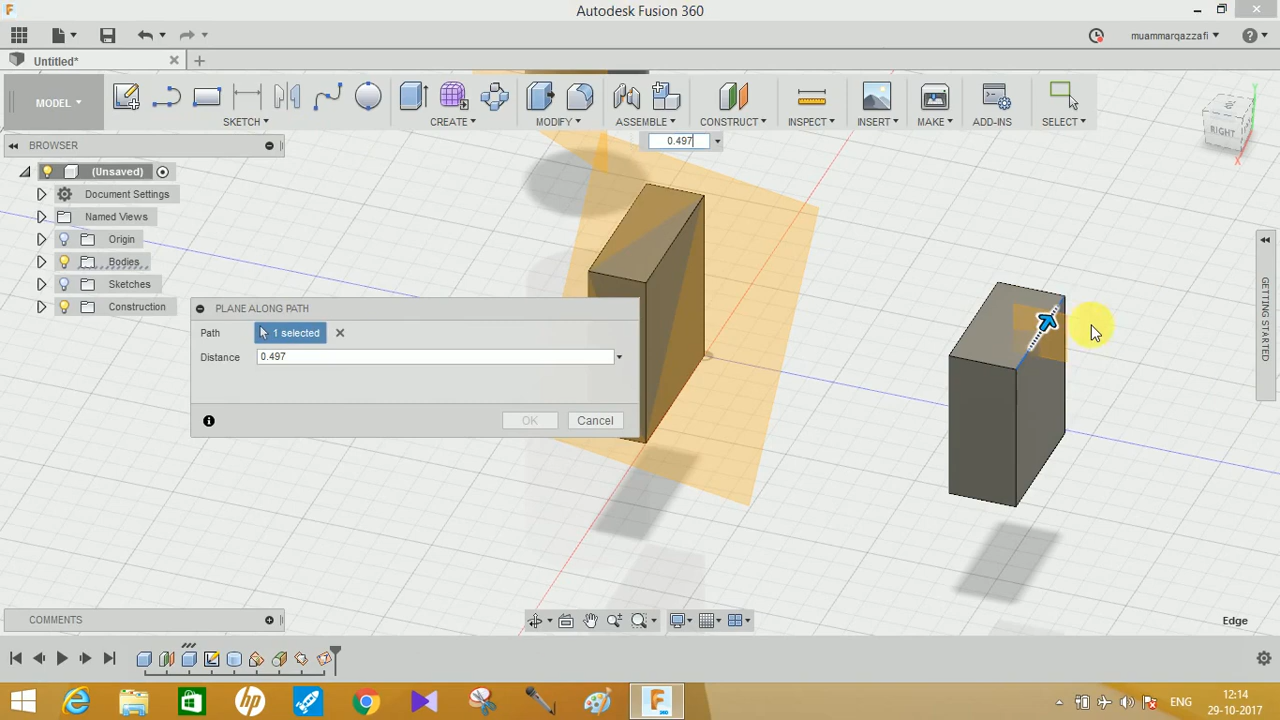 Autodesk Fusion 360
muammarqazzafi
Untitled*
MODEL
SKETCH
CREATE
MODIFY
ASSEMBLE
CONSTRUCT
INSPECT
INSERT
MAKE
ADD-INS
SELECT
BROWSER
0.497
RIGHT
(Unsaved)
Document Settings
Named Views
Origin
Bodies
Sketches
Construction
PLANE ALONG PATH
Path
1 selected
Distance
0.497
OK
Cancel
GETTING STARTED
COMMENTS
Edge
ENG
12:14
29-10-2017